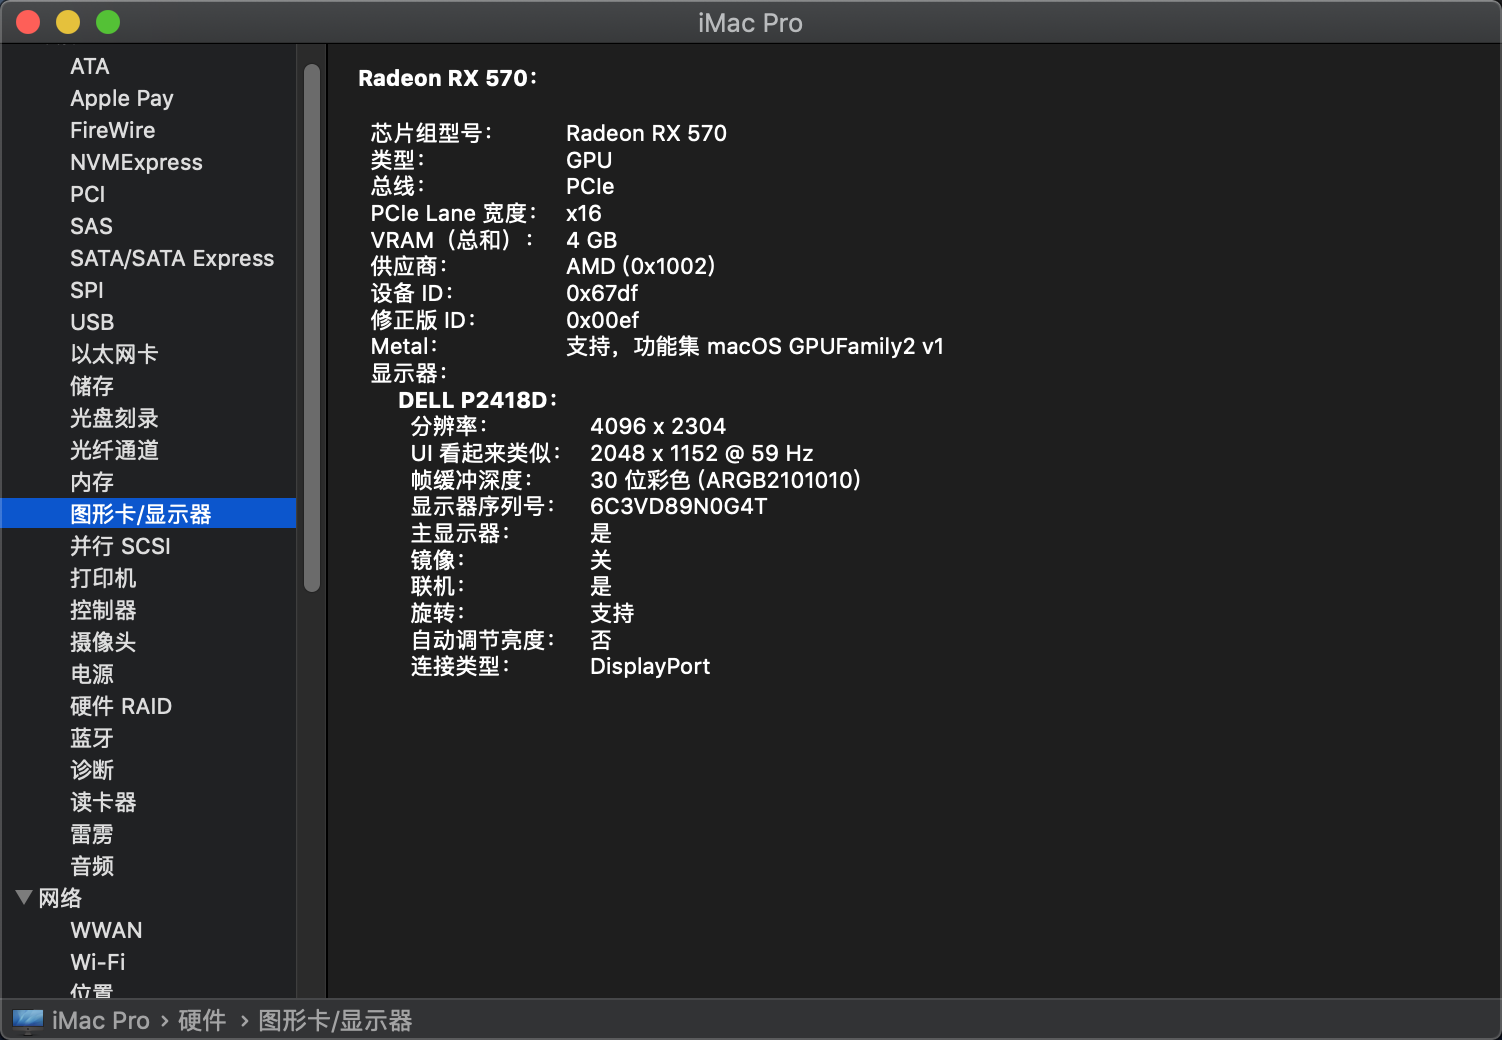 iMac Pro
ATA
Apple Pay
FireWire
NVMExpress
PCI
SAS
SATA/SATA Express
SPI
USB
以太网卡
储存
光盘刻录
光纤通道
内存
图形卡/显示器
并行 SCSI
打印机
控制器
摄像头
电源
硬件 RAID
蓝牙
诊断
读卡器
雷雳
音频
网络
WWAN
Wi-Fi
位置
Radeon RX 570：
芯片组型号： Radeon RX 570
类型： GPU
总线： PCIe
PCIe Lane 宽度： x16
VRAM（总和）： 4 GB
供应商： AMD (0x1002)
设备 ID： 0x67df
修正版 ID： 0x00ef
Metal： 支持，功能集 macOS GPUFamily2 v1
显示器：
DELL P2418D：
分辨率： 4096 x 2304
UI 看起来类似： 2048 x 1152 @ 59 Hz
帧缓冲深度： 30 位彩色 (ARGB2101010)
显示器序列号： 6C3VD89N0G4T
主显示器： 是
镜像： 关
联机： 是
旋转： 支持
自动调节亮度： 否
连接类型： DisplayPort
iMac Pro › 硬件 › 图形卡/显示器